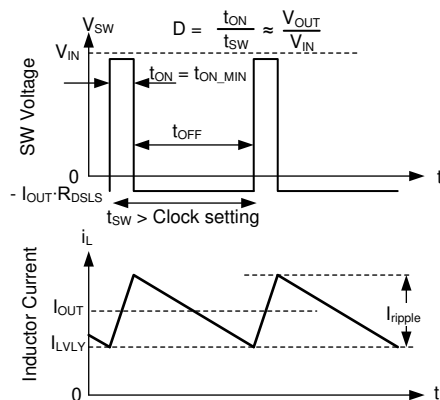 V_SW
D = t_ON / t_SW ≈ V_OUT / V_IN
V_IN
SW Voltage
t_ON = t_ON_MIN
t_OFF
0
t
- I_OUT·R_DSLS
t_SW > Clock setting
i_L
Inductor Current
I_OUT
I_ripple
I_LVLY
0
t